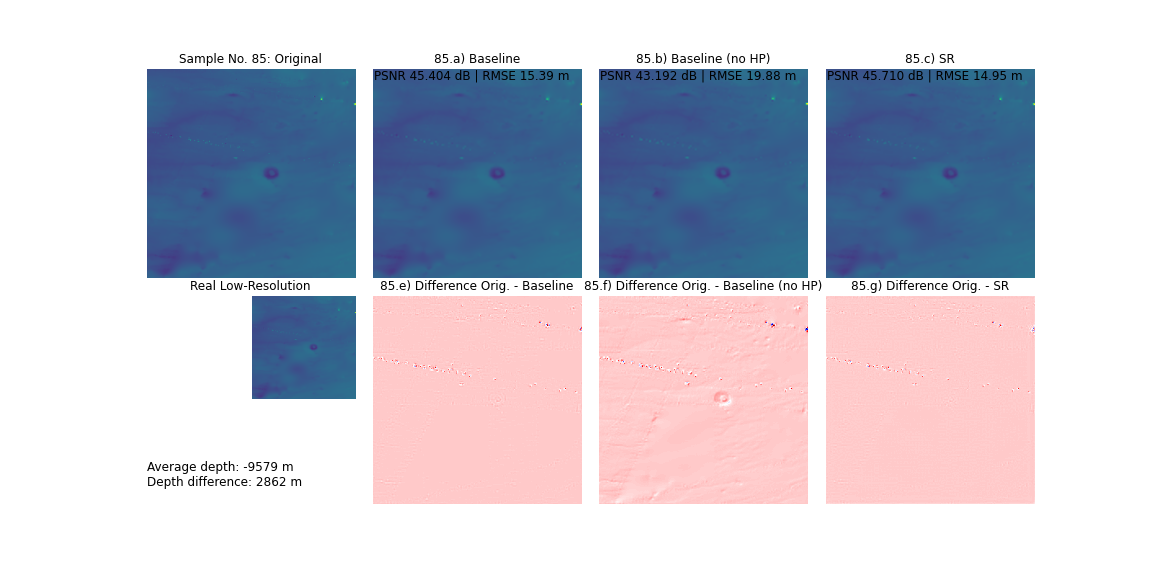 Sample No. 85: Original
85.a) Baseline
85.b) Baseline (no HP)
85.c) SR
PSNR 45.404 dB | RMSE 15.39 m
PSNR 43.192 dB | RMSE 19.88 m
PSNR 45.710 dB | RMSE 14.95 m
Real Low-Resolution
85.e) Difference Orig. - Baseline
85.f) Difference Orig. - Baseline (no HP)
85.g) Difference Orig. - SR
Average depth: -9579 m
Depth difference: 2862 m